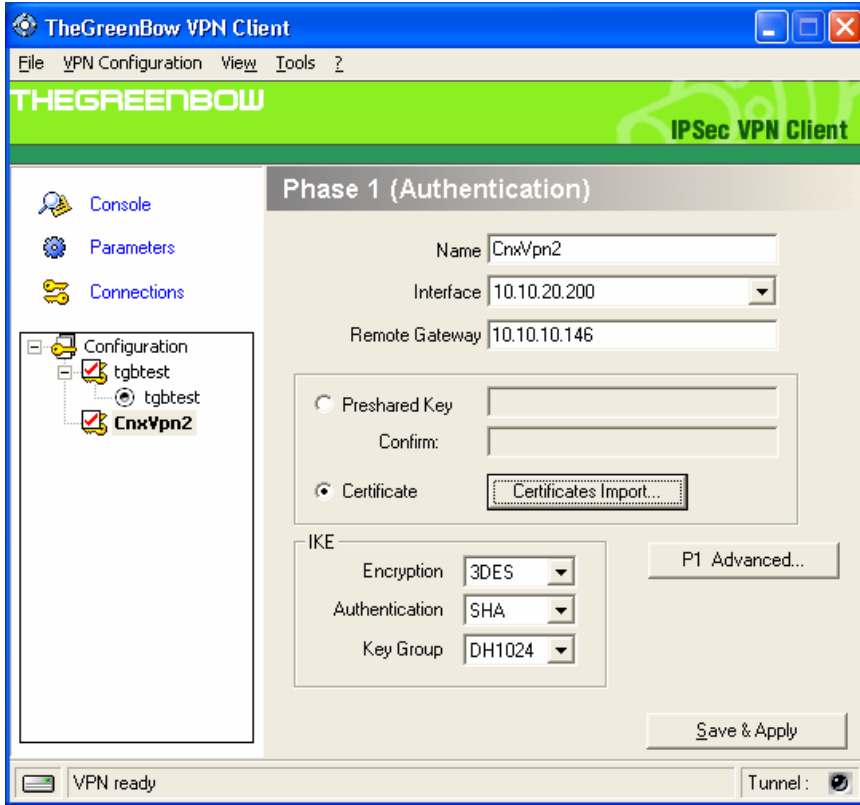 TheGreenBow VPN Client
File VPN Configuration View Tools ?
THEGREENBOW
IPSec VPN Client
Console
Parameters
Connections
Configuration
tgbtest
tgbtest
CnxVpn2
Phase 1 (Authentication)
Name CnxVpn2
Interface 10.10.20.200
Remote Gateway 10.10.10.146
Preshared Key
Confirm:
Certificate Certificates Import...
IKE
Encryption 3DES
Authentication SHA
Key Group DH1024
P1 Advanced...
Save & Apply
VPN ready
Tunnel :